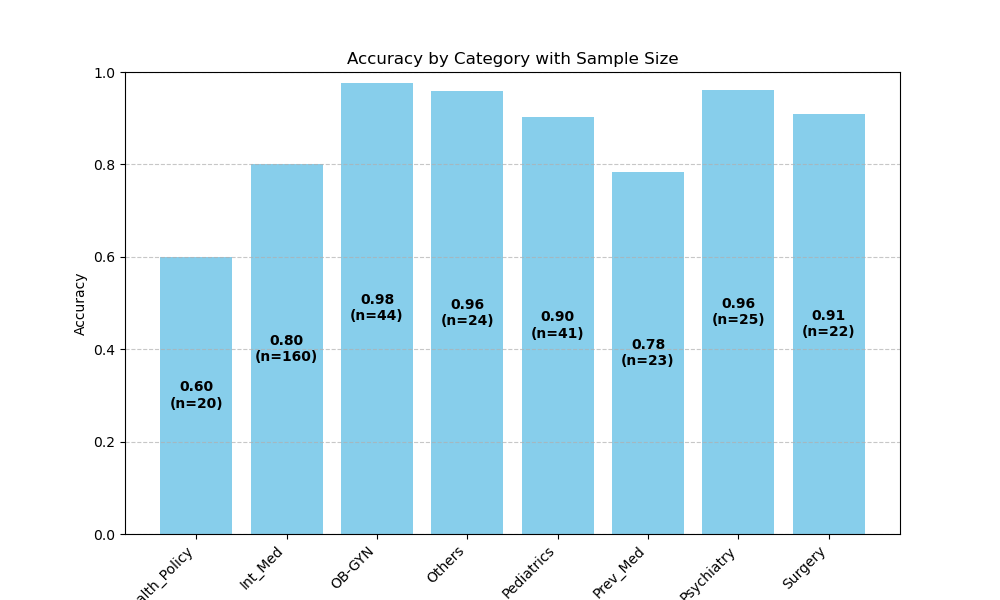 Accuracy by Category with Sample Size
Accuracy
1.0
0.8
0.6
0.4
0.2
0.0
0.60
(n=20)
0.80
(n=160)
0.98
(n=44)
0.96
(n=24)
0.90
(n=41)
0.78
(n=23)
0.96
(n=25)
0.91
(n=22)
alth_Policy
Int_Med
OB-GYN
Others
Pediatrics
Prev_Med
Psychiatry
Surgery